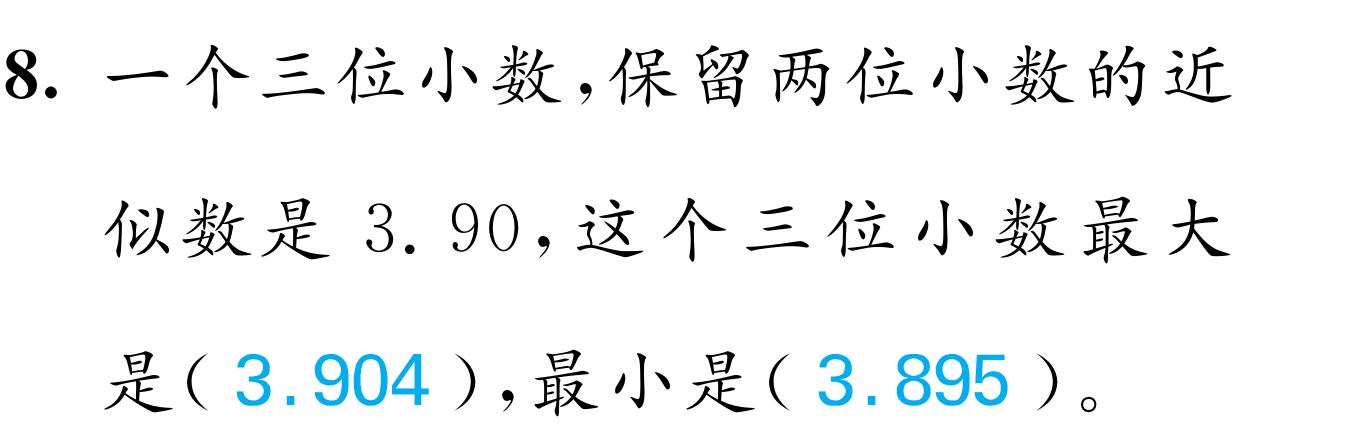 8. 一个三位小数,保留两位小数的近
似数是 3.90,这个三位小数最大
是(3.904),最小是(3.895)。